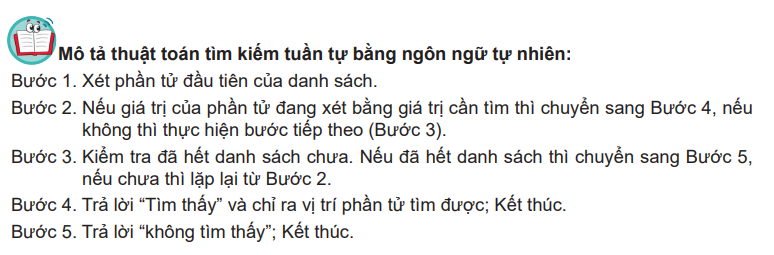 Mô tả thuật toán tìm kiếm tuần tự bằng ngôn ngữ tự nhiên:
Bước 1. Xét phần tử đầu tiên của danh sách.
Bước 2. Nếu giá trị của phần tử đang xét bằng giá trị cần tìm thì chuyển sang Bước 4, nếu
không thì thực hiện bước tiếp theo (Bước 3).
Bước 3. Kiểm tra đã hết danh sách chưa. Nếu đã hết danh sách thì chuyển sang Bước 5,
nếu chưa thì lặp lại từ Bước 2.
Bước 4. Trả lời “Tìm thấy” và chỉ ra vị trí phần tử tìm được; Kết thúc.
Bước 5. Trả lời “không tìm thấy”; Kết thúc.